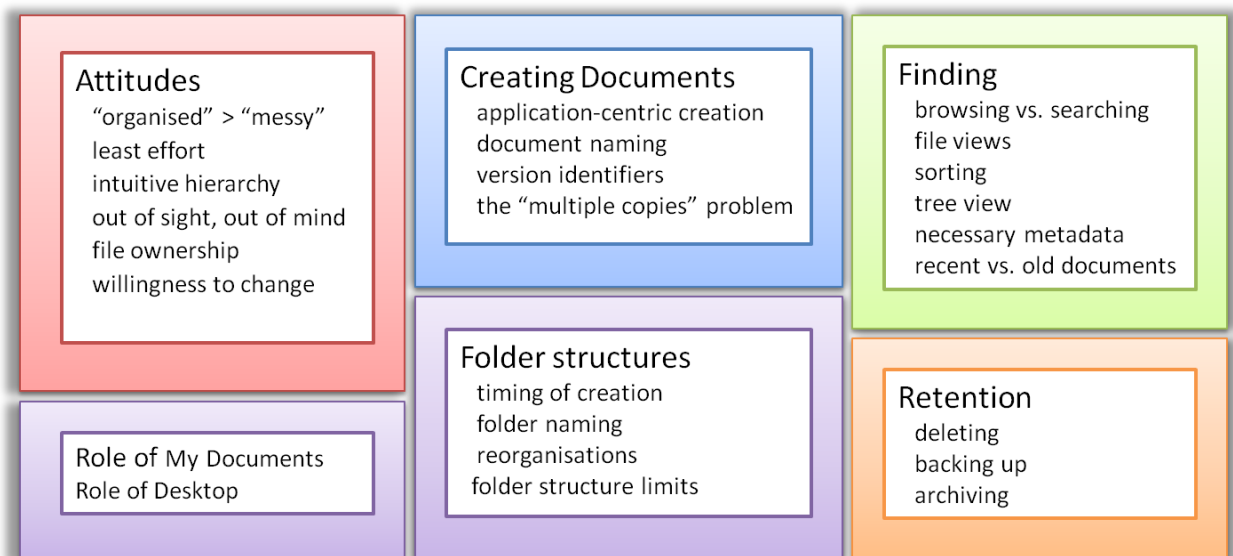 Attitudes
“organised” > “messy”
least effort
intuitive hierarchy
out of sight, out of mind
file ownership
willingness to change
Role of My Documents
Role of Desktop
Creating Documents
application-centric creation
document naming
version identifiers
the “multiple copies” problem
Folder structures
timing of creation
folder naming
reorganisations
folder structure limits
Finding
browsing vs. searching
file views
sorting
tree view
necessary metadata
recent vs. old documents
Retention
deleting
backing up
archiving